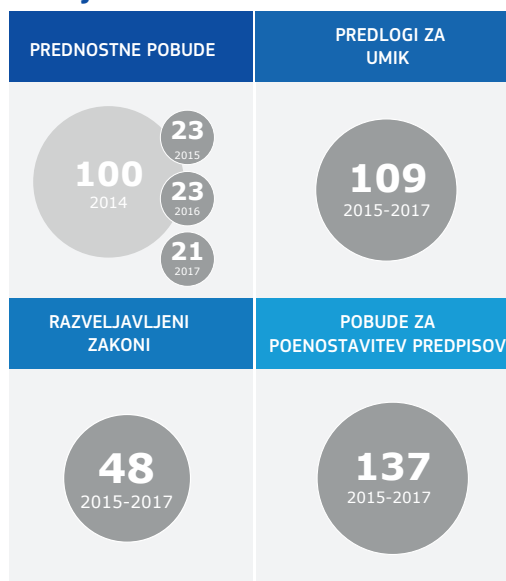 PREDNOSTNE POBUDE
PREDLOGI ZA
UMIK
100
2014
23
2015
23
2016
21
2017
109
2015-2017
RAZVELJAVLJENI
ZAKONI
POBUDE ZA
POENOSTAVITEV PREDPISOV
48
2015-2017
137
2015-2017